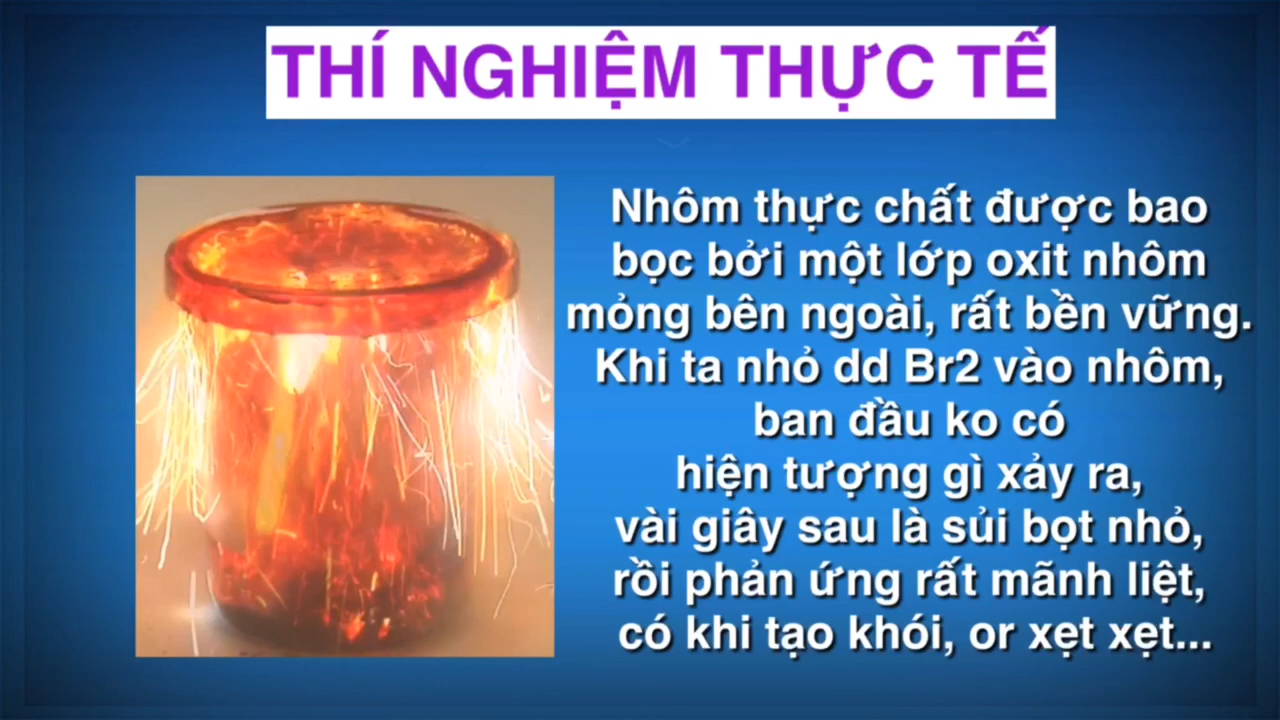 THÍ NGHIỆM THỰC TẾ
Nhôm thực chất được bao
bọc bởi một lớp oxit nhôm
mỏng bên ngoài, rất bền vững.
Khi ta nhỏ dd Br2 vào nhôm,
ban đầu ko có
hiện tượng gì xảy ra,
vài giây sau là sủi bọt nhỏ,
rồi phản ứng rất mãnh liệt,
có khi tạo khói, or xẹt xẹt...